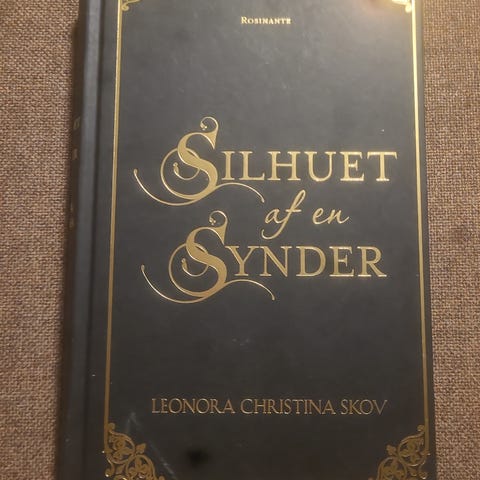 Rosinante
Silhuet
af en
Synder
Leonora Christina Skov